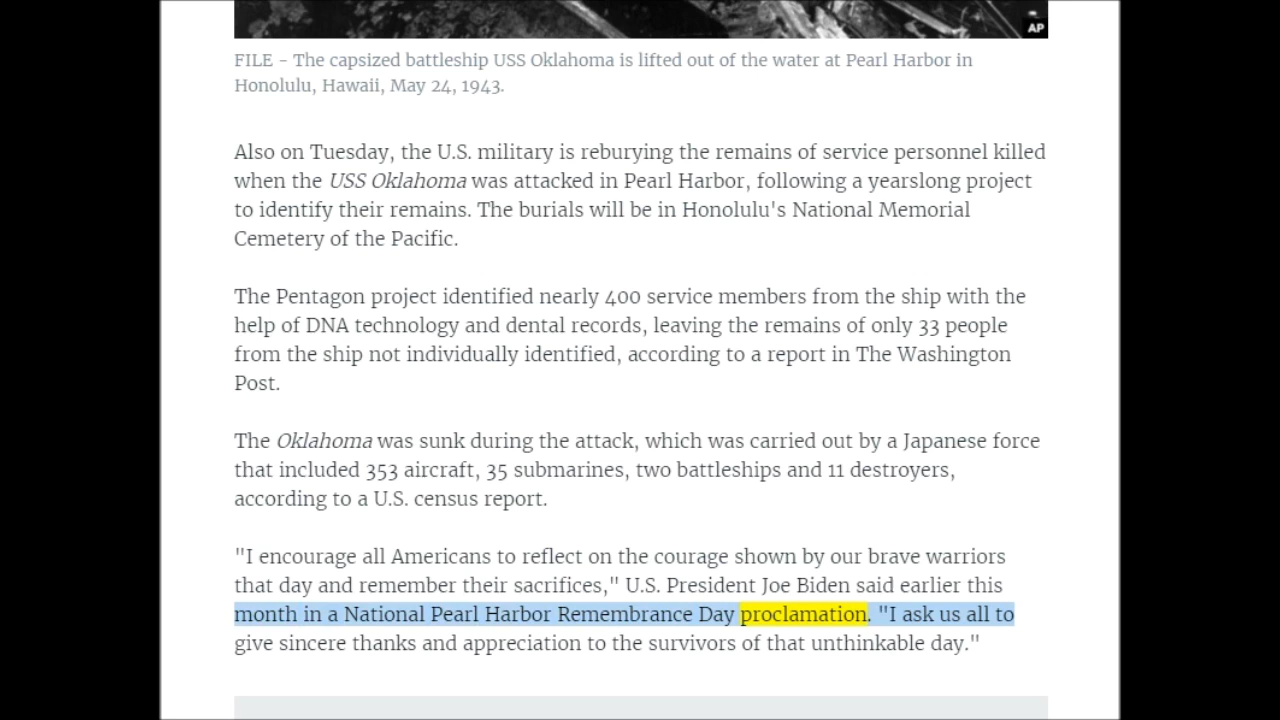 AP
FILE - The capsized battleship USS Oklahoma is lifted out of the water at Pearl Harbor in
Honolulu, Hawaii, May 24, 1943.
Also on Tuesday, the U.S. military is reburying the remains of service personnel killed
when the USS Oklahoma was attacked in Pearl Harbor, following a yearslong project
to identify their remains. The burials will be in Honolulu's National Memorial
Cemetery of the Pacific.
The Pentagon project identified nearly 400 service members from the ship with the
help of DNA technology and dental records, leaving the remains of only 33 people
from the ship not individually identified, according to a report in The Washington
Post.
The Oklahoma was sunk during the attack, which was carried out by a Japanese force
that included 353 aircraft, 35 submarines, two battleships and 11 destroyers,
according to a U.S. census report.
"I encourage all Americans to reflect on the courage shown by our brave warriors
that day and remember their sacrifices," U.S. President Joe Biden said earlier this
month in a National Pearl Harbor Remembrance Day proclamation. "I ask us all to
give sincere thanks and appreciation to the survivors of that unthinkable day."